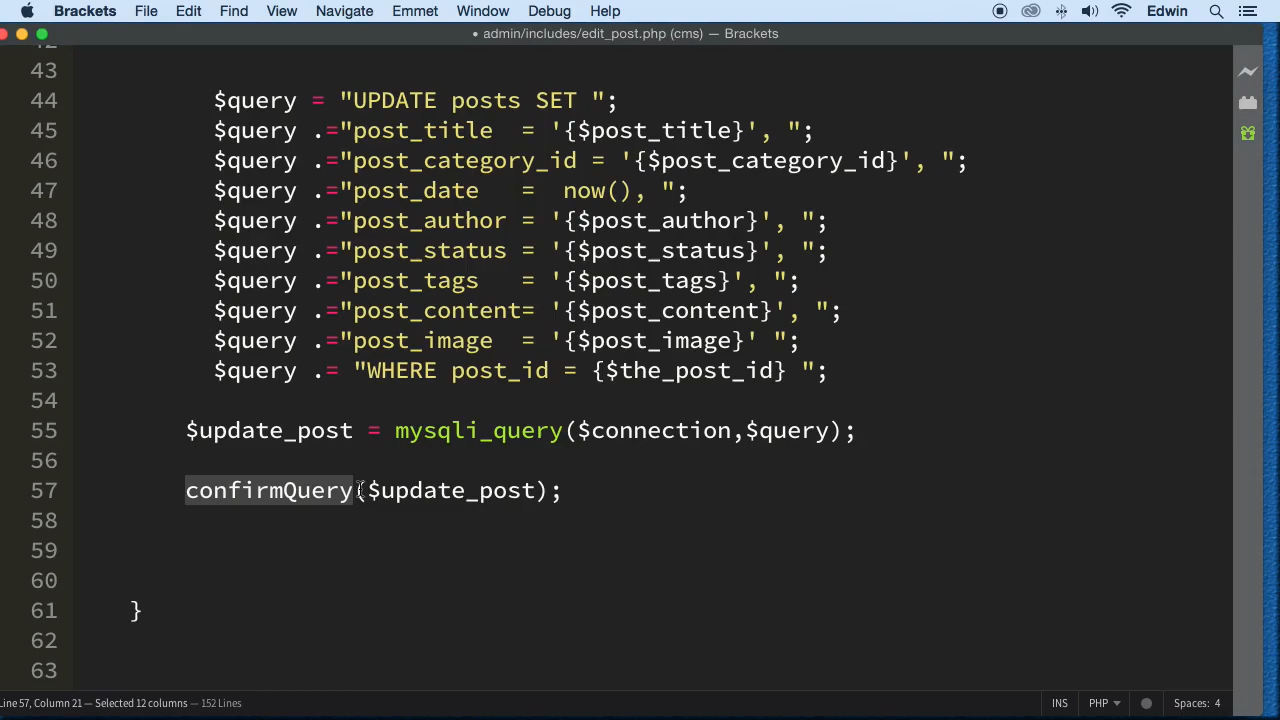 Brackets File Edit Find View Navigate Emmet Window Debug Help Edwin
• admin/includes/edit_post.php (cms) — Brackets
43
44 $query = "UPDATE posts SET ";
45 $query .="post_title  = '{$post_title}', ";
46 $query .="post_category_id = '{$post_category_id}', ";
47 $query .="post_date   =  now(), ";
48 $query .="post_author = '{$post_author}', ";
49 $query .="post_status = '{$post_status}', ";
50 $query .="post_tags   = '{$post_tags}', ";
51 $query .="post_content= '{$post_content}', ";
52 $query .="post_image  = '{$post_image}' ";
53 $query .= "WHERE post_id = {$the_post_id} ";
54
55 $update_post = mysqli_query($connection,$query);
56
57 confirmQuery($update_post);
58
59
60
61 }
62
63
Line 57, Column 21 — Selected 12 columns — 152 Lines INS PHP Spaces: 4